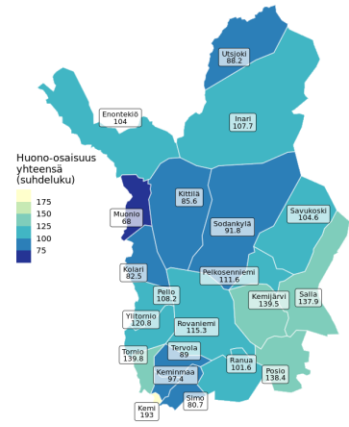 Utsjoki
88.2
Enontekiö
104
Inari
107.7
Huono-osaisuus
yhteensä
(suhdeluku)
175
150
125
100
75
Muonio
68
Kittilä
85.6
Sodankylä
91.8
Savukoski
104.6
Kolari
82.5
Pelkosenniemi
111.6
Pello
108.2
Kemijärvi
139.5
Salla
137.9
Ylitornio
120.8
Rovaniemi
115.3
Tornio
139.8
Tervola
89
Ranua
101.6
Posio
138.4
Keminmaa
97.4
Simo
80.7
Kemi
193